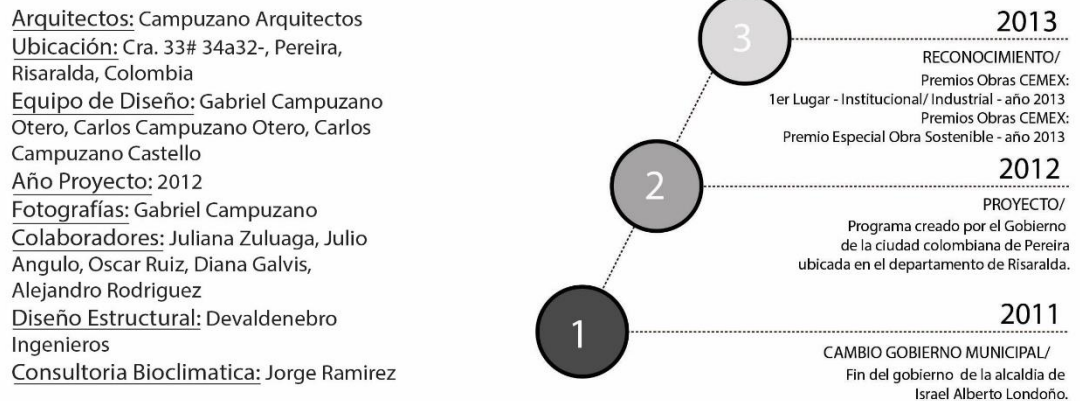 Arquitectos: Campuzano Arquitectos
Ubicación: Cra. 33# 34a32-, Pereira,
Risaralda, Colombia
Equipo de Diseño: Gabriel Campuzano
Otero, Carlos Campuzano Otero, Carlos
Campuzano Castello
Año Proyecto: 2012
Fotografías: Gabriel Campuzano
Colaboradores: Juliana Zuluaga, Julio
Angulo, Oscar Ruiz, Diana Galvis,
Alejandro Rodriguez
Diseño Estructural: Devaldenebro
Ingenieros
Consultoria Bioclimatica: Jorge Ramirez
3
2013
RECONOCIMIENTO/
Premios Obras CEMEX:
1er Lugar - Institucional/ Industrial - año 2013
Premios Obras CEMEX:
Premio Especial Obra Sostenible - año 2013
2
2012
PROYECTO/
Programa creado por el Gobierno
de la ciudad colombiana de Pereira
ubicada en el departamento de Risaralda.
1
2011
CAMBIO GOBIERNO MUNICIPAL/
Fin del gobierno de la alcaldía de
Israel Alberto Londoño.